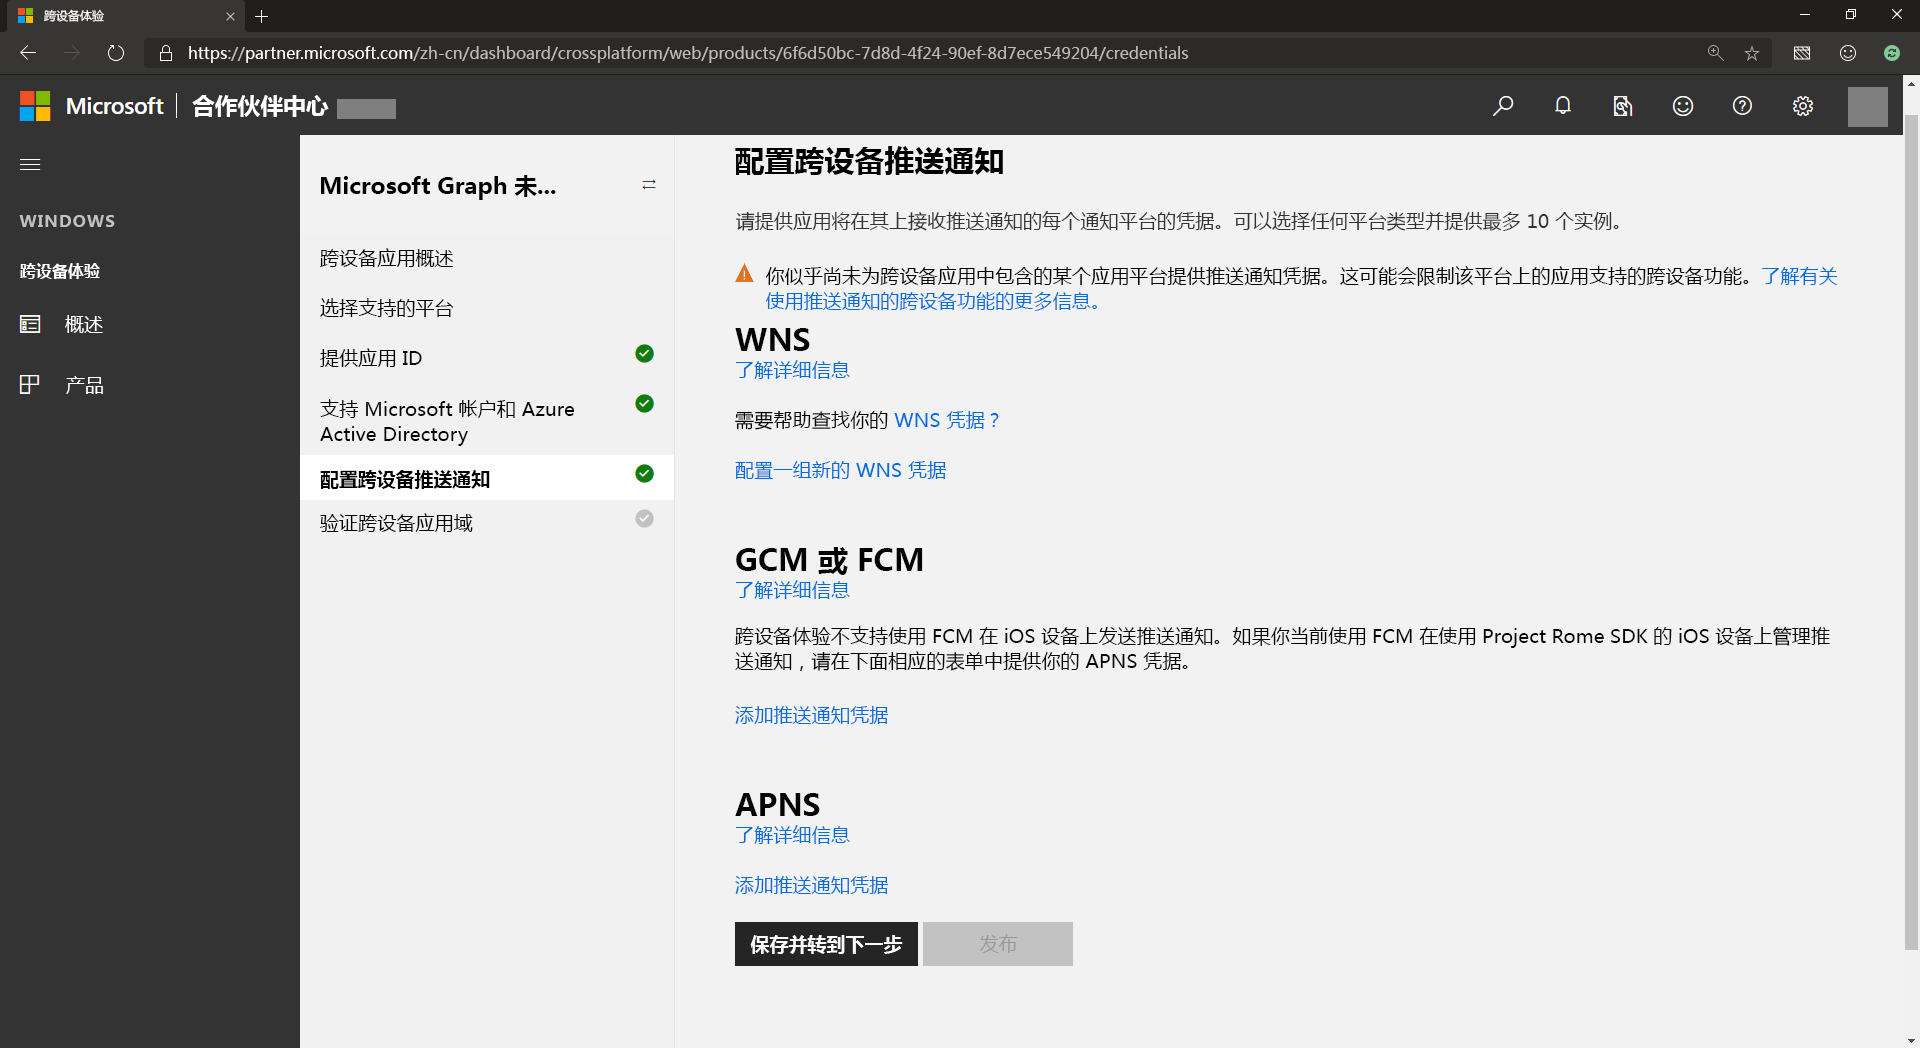 跨设备体验
https://partner.microsoft.com/zh-cn/dashboard/crossplatform/web/products/6f6d50bc-7d8d-4f24-90ef-8d7ece549204/credentials
Microsoft 合作伙伴中心
WINDOWS
跨设备体验
概述
产品
Microsoft Graph 未...
跨设备应用概述
选择支持的平台
提供应用 ID
支持 Microsoft 帐户和 Azure
Active Directory
配置跨设备推送通知
验证跨设备应用域
配置跨设备推送通知
请提供应用将在其上接收推送通知的每个通知平台的凭据。可以选择任何平台类型并提供最多 10 个实例。
你似乎尚未为跨设备应用中包含的某个应用平台提供推送通知凭据。这可能会限制该平台上的应用支持的跨设备功能。了解有关
使用推送通知的跨设备功能的更多信息。
WNS
了解详细信息
需要帮助查找你的 WNS 凭据？
配置一组新的 WNS 凭据
GCM 或 FCM
了解详细信息
跨设备体验不支持使用 FCM 在 iOS 设备上发送推送通知。如果你当前使用 FCM 在使用 Project Rome SDK 的 iOS 设备上管理推
送通知，请在下面相应的表单中提供你的 APNS 凭据。
添加推送通知凭据
APNS
了解详细信息
添加推送通知凭据
保存并转到下一步
发布